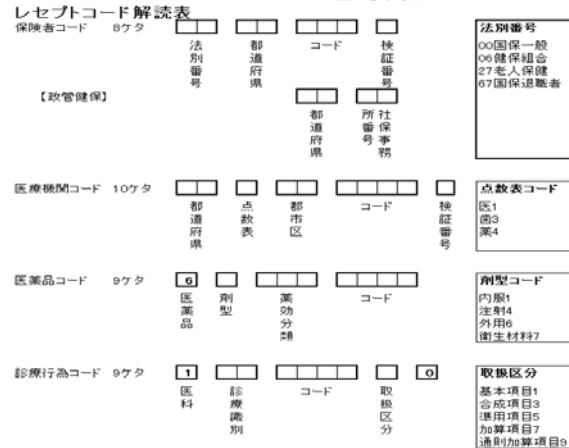 レセプトコード解読表
保険者コード 8ケタ
法別番号
都道府県
コード
検証番号
法別番号
00国保一般
06健保組合
27老人保健
67国保退職者
【政管健保】
都道府県
社保事務所番号
医療機関コード 10ケタ
都道府県
点数表
都市区
コード
検証番号
点数表コード
医1
歯3
薬4
医薬品コード 9ケタ
6
医薬品
剤型
薬効分類
コード
剤型コード
内服1
注射4
外用6
衛生材料7
診療行為コード 9ケタ
1
0
医科
診療識別
コード
取扱区分
取扱区分
基本項目1
合成項目3
準用項目5
加算項目7
通則加算項目9